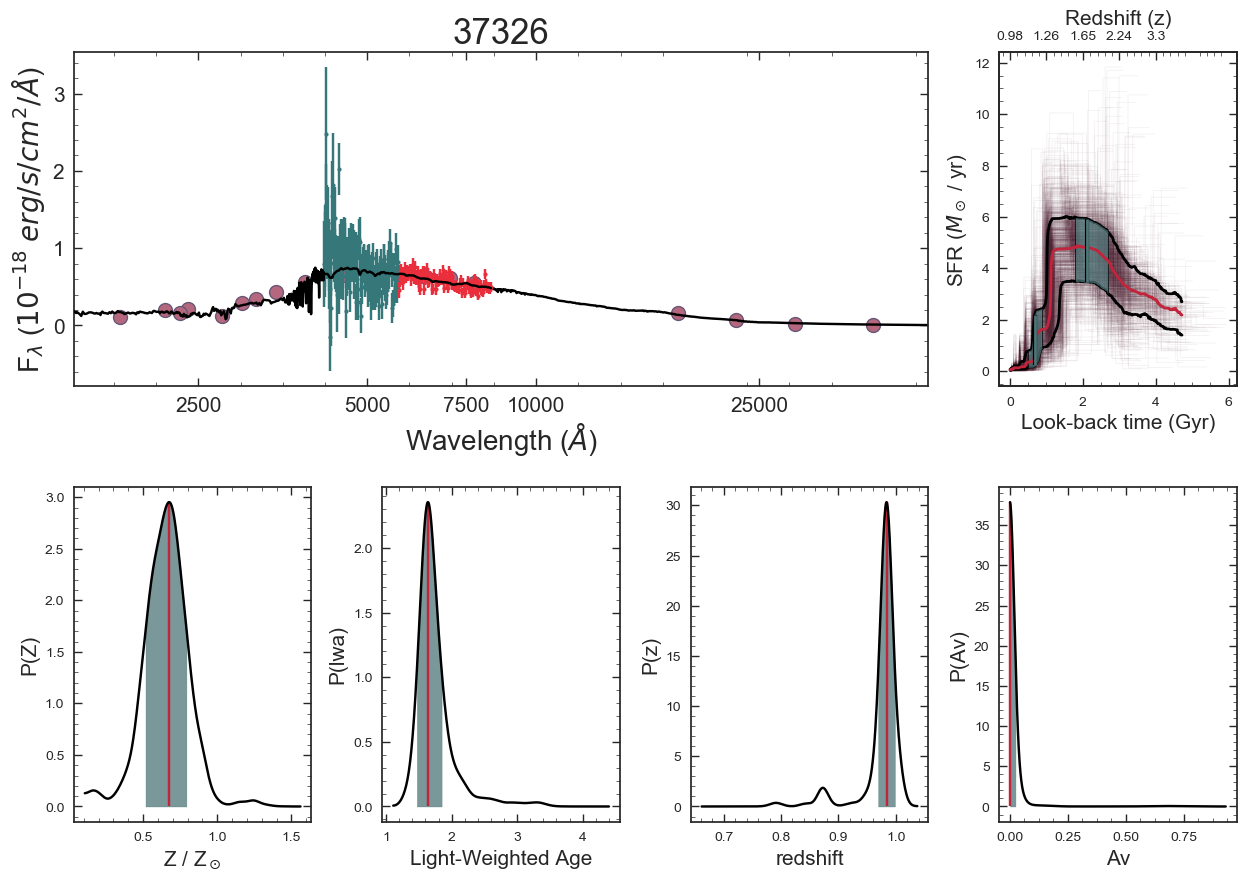 37326
F_λ (10^-18 erg/s/cm^2/Å)
3
2
1
0
2500 5000 7500 10000 25000
Wavelength (Å)
Redshift (z)
0.98 1.26 1.65 2.24 3.3
SFR (M_⊙ / yr)
12
10
8
6
4
2
0
0 2 4 6
Look-back time (Gyr)
P(Z)
3.0
2.5
2.0
1.5
1.0
0.5
0.0
0.5 1.0 1.5
Z / Z_⊙
P(lwa)
2.0
1.5
1.0
0.5
0.0
1 2 3 4
Light-Weighted Age
P(z)
30
25
20
15
10
5
0
0.7 0.8 0.9 1.0
redshift
P(Av)
35
30
25
20
15
10
5
0
0.00 0.25 0.50 0.75
Av